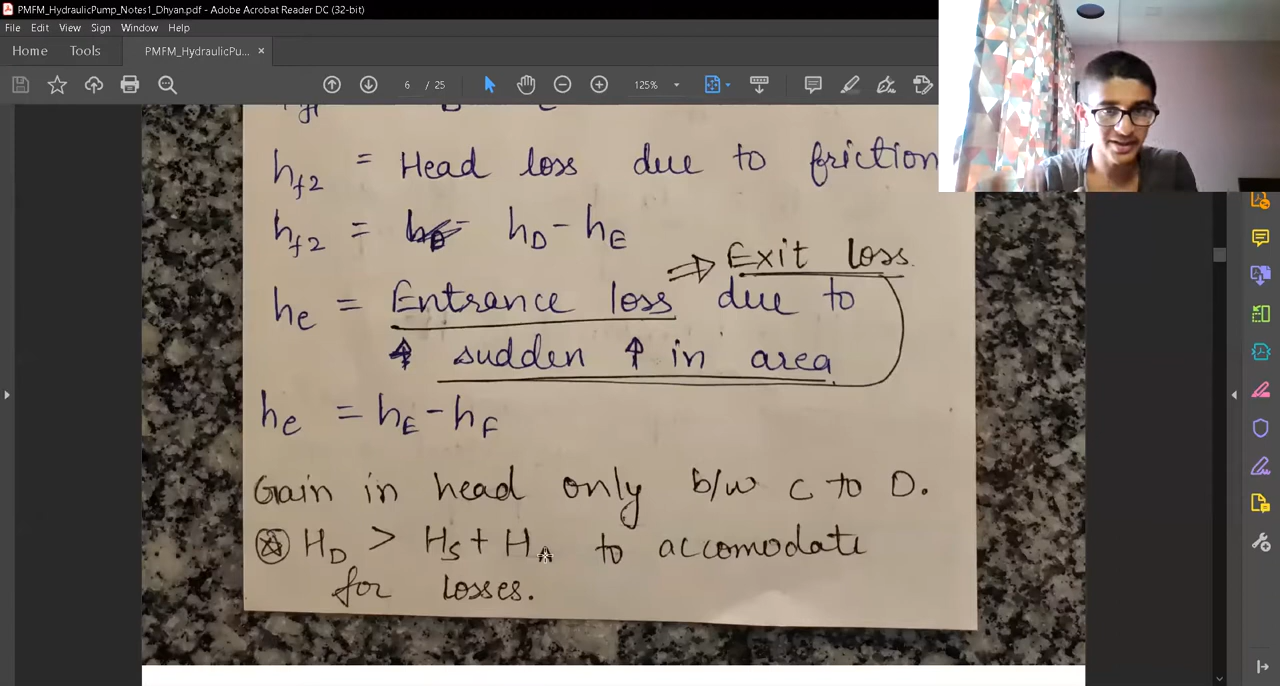 PMFM_HydraulicPump_Notes1_Dhyan.pdf - Adobe Acrobat Reader DC (32-bit)
File Edit View Sign Window Help
Home Tools PMFM_HydraulicPu... ×
6 / 25 125%
hf2 = Head loss due to friction
hf2 = hD - hE
⇒ Exit loss.
he = Entrance loss due to
sudden ↑ in area
he = hE - hF
Gain in head only b/w C to D.
HD > HS + H to accomodate
for losses.